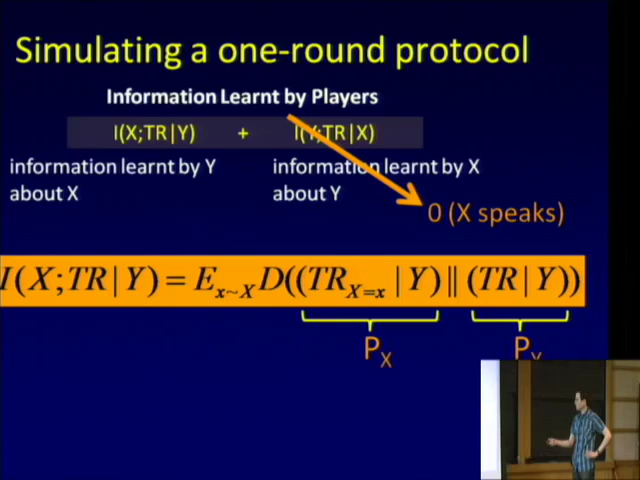 Simulating a one-round protocol
Information Learnt by Players
I(X;TR|Y) + I(Y;TR|X)
information learnt by Y about X
information learnt by X about Y
0 (X speaks)
I(X;TR|Y) = E_{x~X} D((TR_{X=x} | Y) || (TR | Y))
P_X P_Y